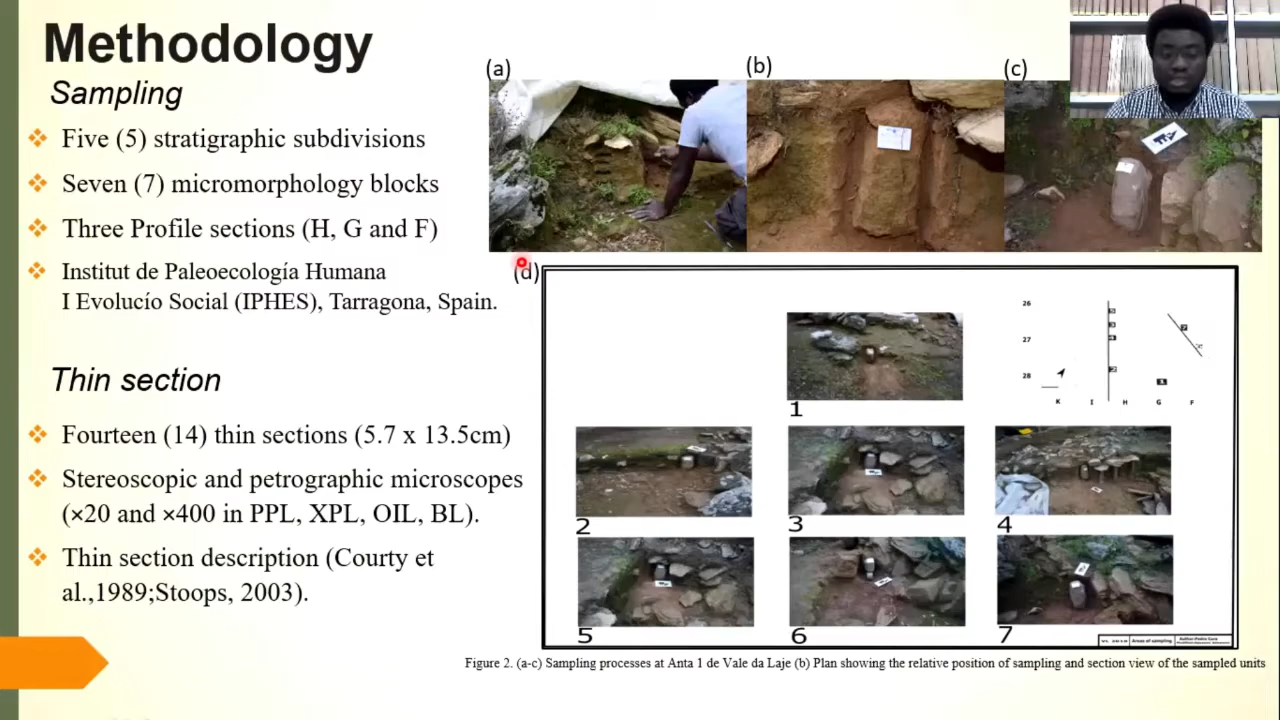 Methodology
Sampling
Five (5) stratigraphic subdivisions
Seven (7) micromorphology blocks
Three Profile sections (H, G and F)
Institut de Paleoecología Humana
I Evolucío Social (IPHES), Tarragona, Spain.
Thin section
Fourteen (14) thin sections (5.7 x 13.5cm)
Stereoscopic and petrographic microscopes
(×20 and ×400 in PPL, XPL, OIL, BL).
Thin section description (Courty et
al.,1989;Stoops, 2003).
(a)
(b)
(c)
(d)
26
27
28
K I H G F
1
2
3
4
5
6
7
Areas of sampling
Figure 2. (a-c) Sampling processes at Anta 1 de Vale da Laje (b) Plan showing the relative position of sampling and section view of the sampled units